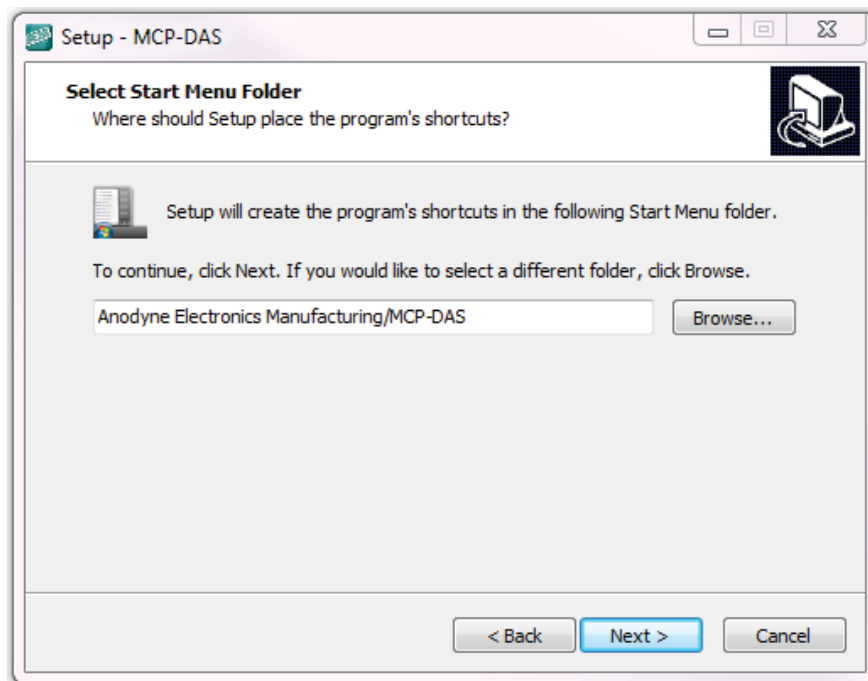 Setup - MCP-DAS
Select Start Menu Folder
Where should Setup place the program's shortcuts?
Setup will create the program's shortcuts in the following Start Menu folder.
To continue, click Next. If you would like to select a different folder, click Browse.
Anodyne Electronics Manufacturing/MCP-DAS
Browse...
< Back
Next >
Cancel